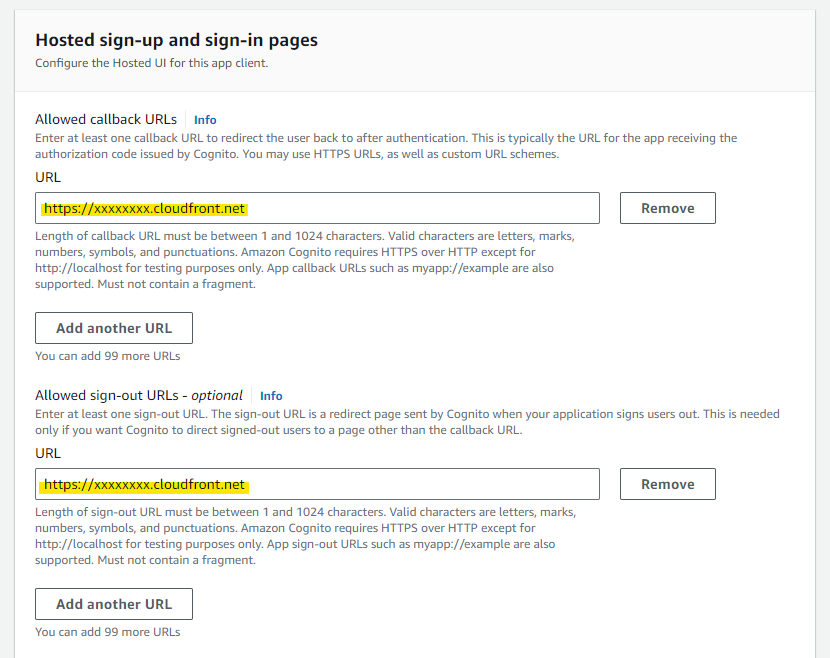 Hosted sign-up and sign-in pages
Configure the Hosted UI for this app client.
Allowed callback URLs Info
Enter at least one callback URL to redirect the user back to after authentication. This is typically the URL for the app receiving the
authorization code issued by Cognito. You may use HTTPS URLs, as well as custom URL schemes.
URL
https://xxxxxxxx.cloudfront.net Remove
Length of callback URL must be between 1 and 1024 characters. Valid characters are letters, marks,
numbers, symbols, and punctuations. Amazon Cognito requires HTTPS over HTTP except for
http://localhost for testing purposes only. App callback URLs such as myapp://example are also
supported. Must not contain a fragment.
Add another URL
You can add 99 more URLs
Allowed sign-out URLs - optional Info
Enter at least one sign-out URL. The sign-out URL is a redirect page sent by Cognito when your application signs users out. This is needed
only if you want Cognito to direct signed-out users to a page other than the callback URL.
URL
https://xxxxxxxx.cloudfront.net Remove
Length of sign-out URL must be between 1 and 1024 characters. Valid characters are letters, marks,
numbers, symbols, and punctuations. Amazon Cognito requires HTTPS over HTTP except for
http://localhost for testing purposes only. App sign-out URLs such as myapp://example are also
supported. Must not contain a fragment.
Add another URL
You can add 99 more URLs